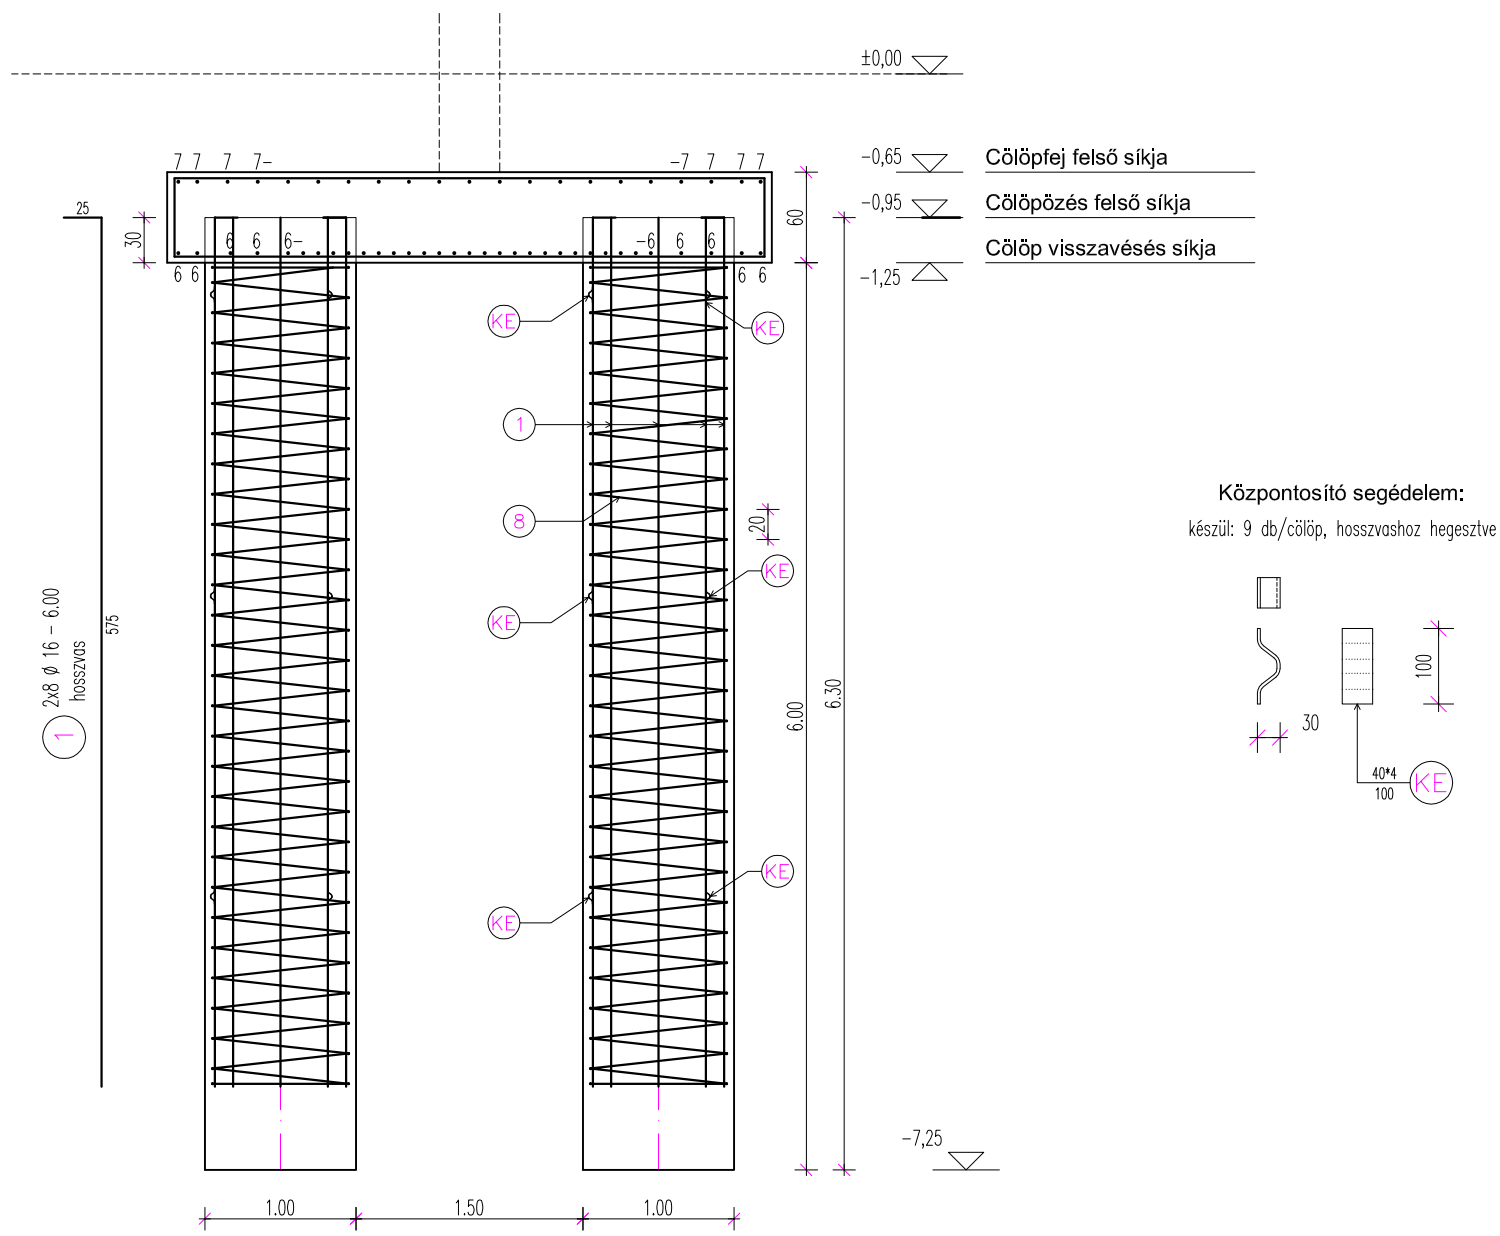 ±0,00
-0,65
Cölöpfej felső síkja
-0,95
Cölöpözés felső síkja
Cölöp visszavésés síkja
-1,25
7 7 7 7-
-7 7 7 7
25
30
60
6 6 6-
-6 6 6
6 6
6 6
KE
KE
1
8
20
KE
KE
KE
KE
1
2x8 ϕ 16 - 6.00
hosszvas
575
6.00
6.30
Központosító segédelem:
készül: 9 db/cölöp, hosszvashoz hegesztve
100
30
40*4
100
KE
-7,25
1.00
1.50
1.00